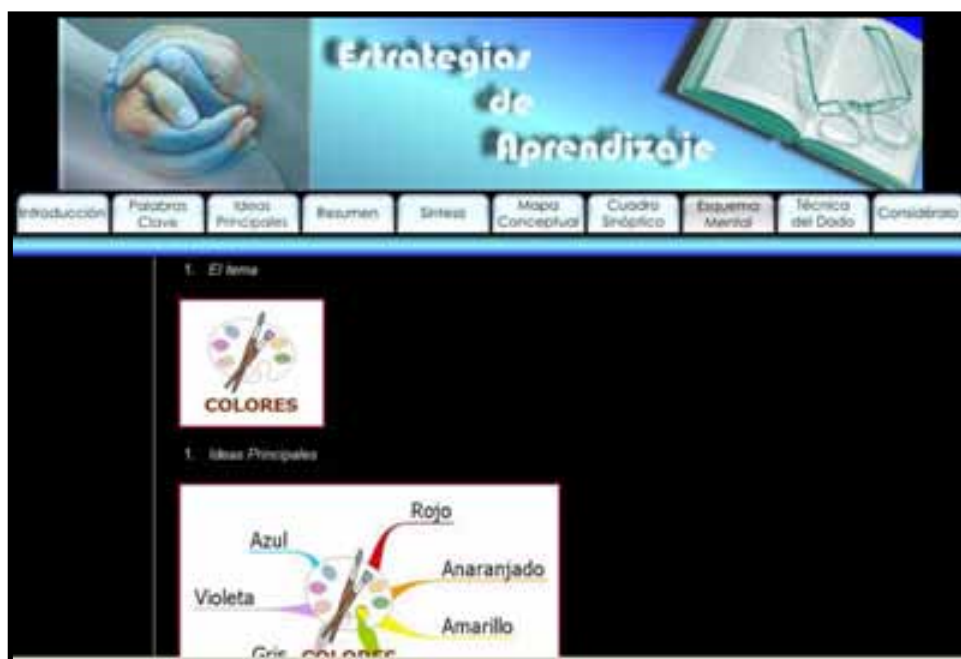 Estrategias
de
Aprendizaje
Introducción
Palabras
Clave
Ideas
Principales
Resumen
Síntesis
Mapa
Conceptual
Cuadro
Sinóptico
Esquema
Mental
Técnica
del Dado
Considéralo
1. El tema
COLORES
1. Ideas Principales
Rojo
Azul
Anaranjado
Violeta
Amarillo
Gris
COLORES